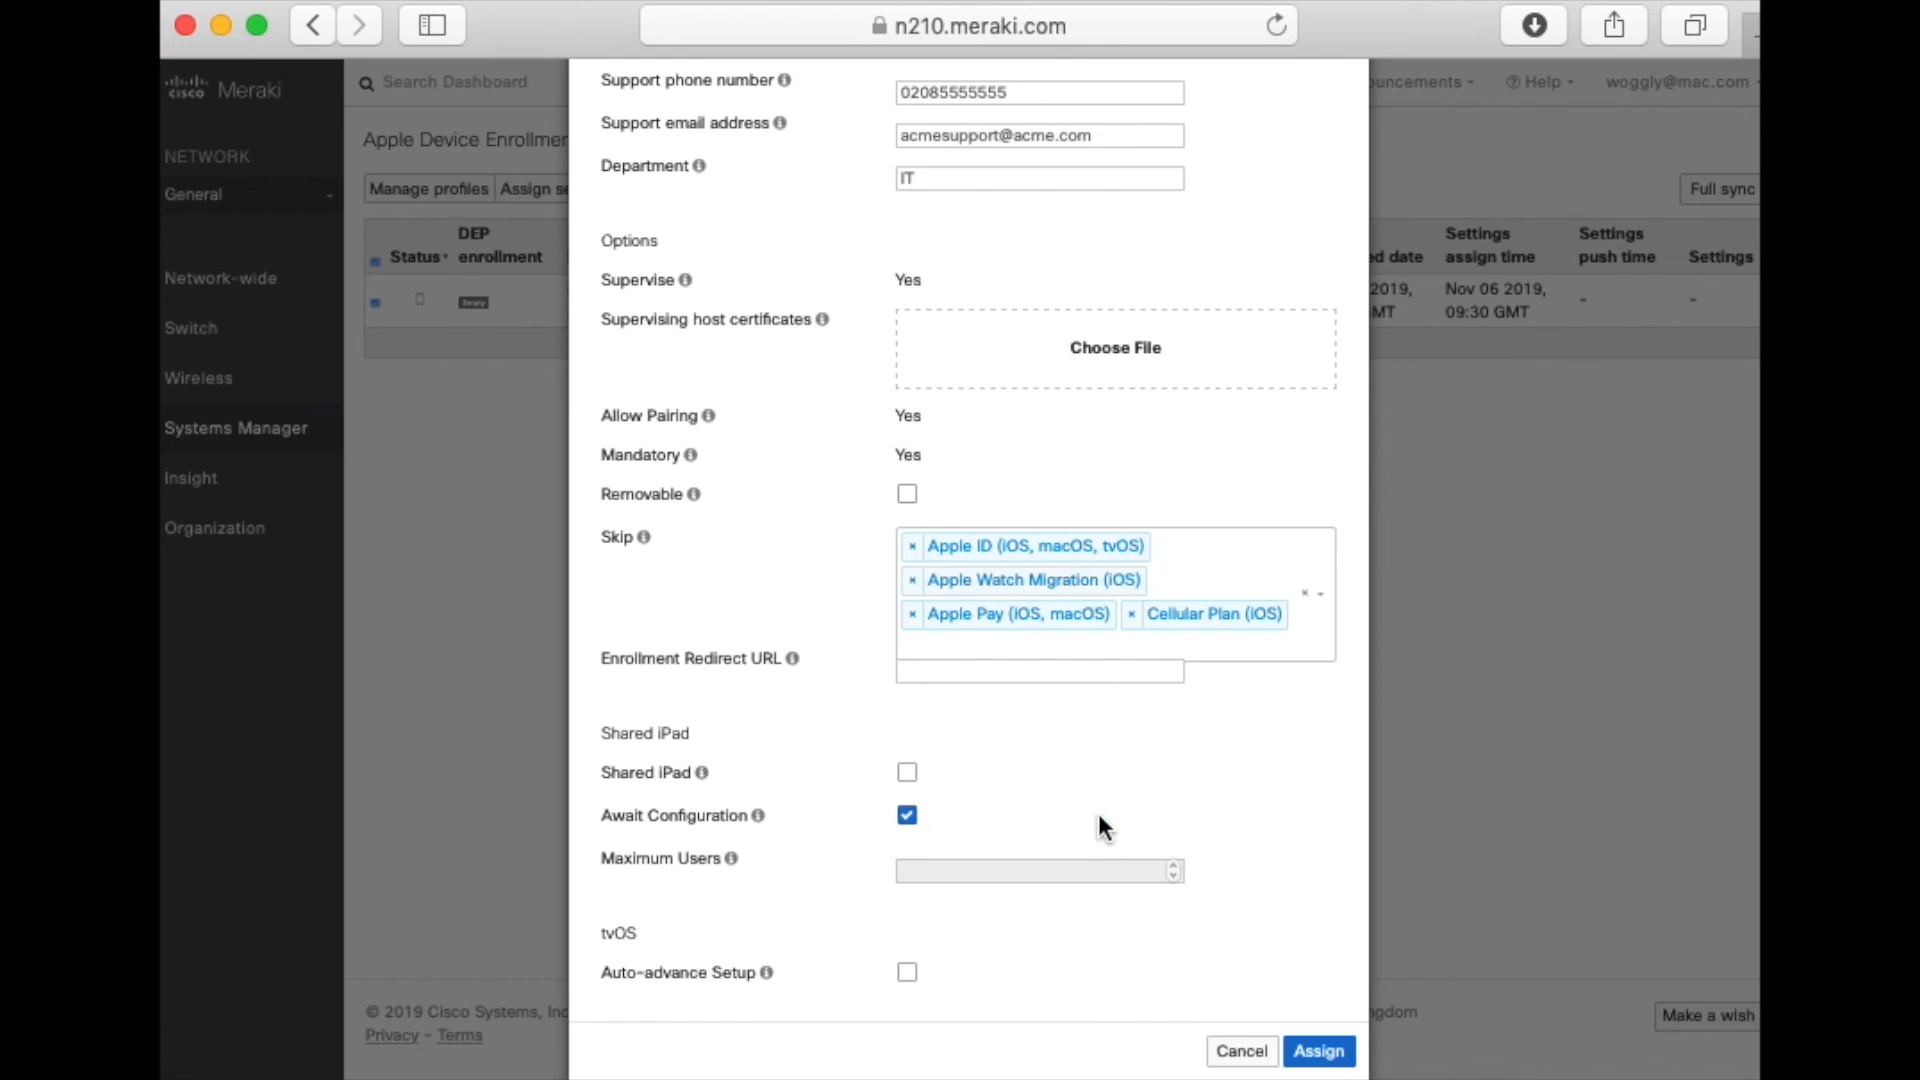 n210.meraki.com
cisco Meraki
Search Dashboard
ouncements
Help
woggly@mac.com
NETWORK
General
Network-wide
Switch
Wireless
Systems Manager
Insight
Organization
Apple Device Enrollmen
Manage profiles
Assign se
Full sync
Status
DEP enrollment
ed date
Settings assign time
Settings push time
Settings
Empty
2019,
MT
Nov 06 2019,
09:30 GMT
-
-
Support phone number
02085555555
Support email address
acmesupport@acme.com
Department
IT
Options
Supervise
Yes
Supervising host certificates
Choose File
Allow Pairing
Yes
Mandatory
Yes
Removable
Skip
× Apple ID (iOS, macOS, tvOS)
× Apple Watch Migration (iOS)
× Apple Pay (iOS, macOS) × Cellular Plan (iOS)
×
Enrollment Redirect URL
Shared iPad
Shared iPad
Await Configuration
Maximum Users
tvOS
Auto-advance Setup
Cancel
Assign
© 2019 Cisco Systems, Inc
Privacy - Terms
gdom
Make a wish